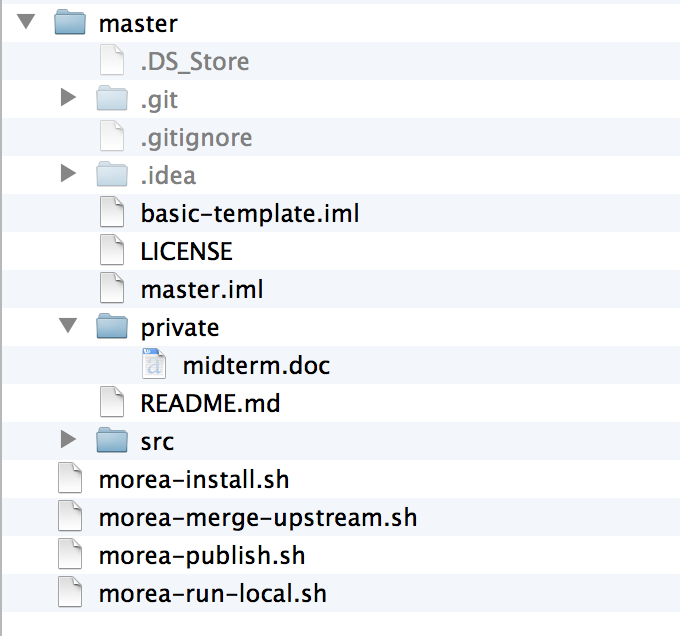 master
.DS_Store
.git
.gitignore
.idea
basic-template.iml
LICENSE
master.iml
private
midterm.doc
README.md
src
morea-install.sh
morea-merge-upstream.sh
morea-publish.sh
morea-run-local.sh